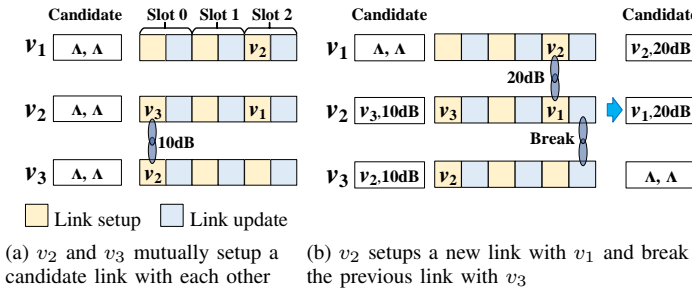 Candidate Slot 0 Slot 1 Slot 2
v1 Λ, Λ v2
v2 Λ, Λ v3 v1
10dB
v3 Λ, Λ v2
Link setup Link update
(a) v2 and v3 mutually setup a
candidate link with each other
Candidate Candidate
v1 Λ, Λ v2 v2,20dB
20dB
v2 v3,10dB v3 v1 v1,20dB
Break
v3 v2,10dB v2 Λ, Λ
(b) v2 setups a new link with v1 and break
the previous link with v3